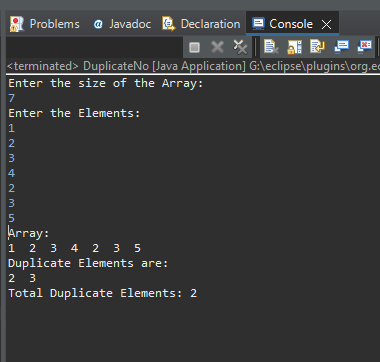 Problems Javadoc Declaration Console
<terminated> DuplicateNo [Java Application] G:\eclipse\plugins\org.ec
Enter the size of the Array:
7
Enter the Elements:
1
2
3
4
2
3
5
Array:
1 2 3 4 2 3 5
Duplicate Elements are:
2 3
Total Duplicate Elements: 2